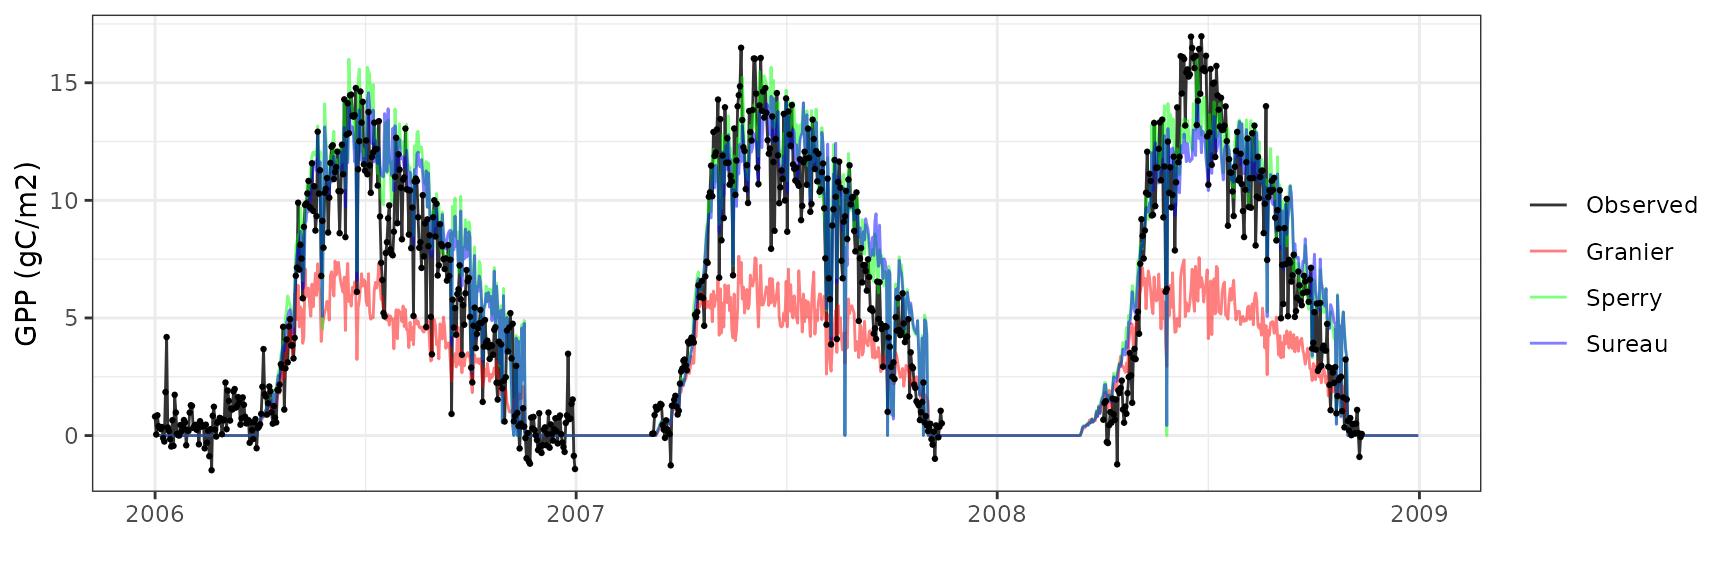 GPP (gC/m2)
15
10
5
0
2006
2007
2008
2009
Observed
Granier
Sperry
Sureau